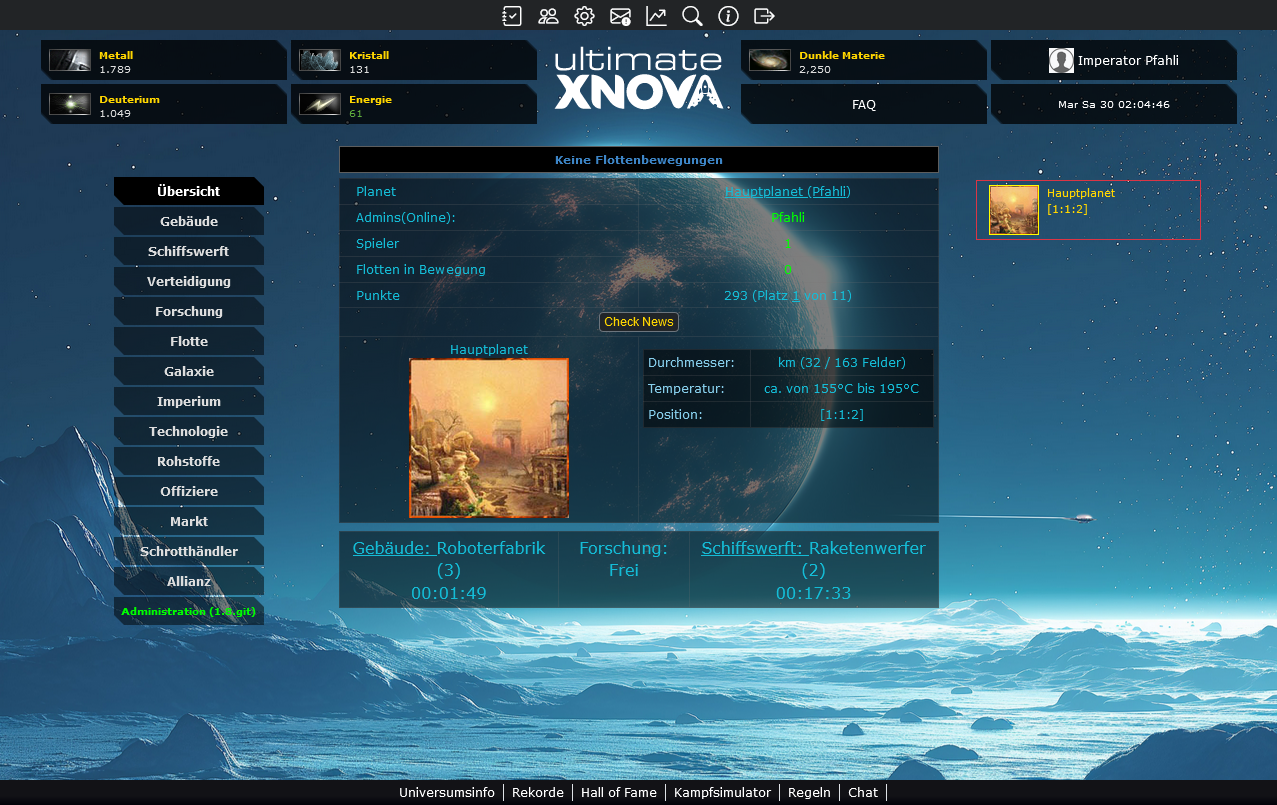 Metall
1.789
Kristall
131
Deuterium
1.049
Energie
61
ultimate
XNOVA
Dunkle Materie
2,250
Imperator Pfahli
FAQ
Mar Sa 30 02:04:46
Übersicht
Gebäude
Schiffswerft
Verteidigung
Forschung
Flotte
Galaxie
Imperium
Technologie
Rohstoffe
Offiziere
Markt
Schrotthändler
Allianz
Administration (1.8.git)
Keine Flottenbewegungen
Planet Hauptplanet (Pfahli)
Admins(Online): Pfahli
Spieler 1
Flotten in Bewegung 0
Punkte 293 (Platz 1 von 11)
Check News
Hauptplanet
Durchmesser: km (32 / 163 Felder)
Temperatur: ca. von 155°C bis 195°C
Position: [1:1:2]
Gebäude: Roboterfabrik
(3)
00:01:49
Forschung:
Frei
Schiffswerft: Raketenwerfer
(2)
00:17:33
Hauptplanet
[1:1:2]
Universumsinfo
Rekorde
Hall of Fame
Kampfsimulator
Regeln
Chat